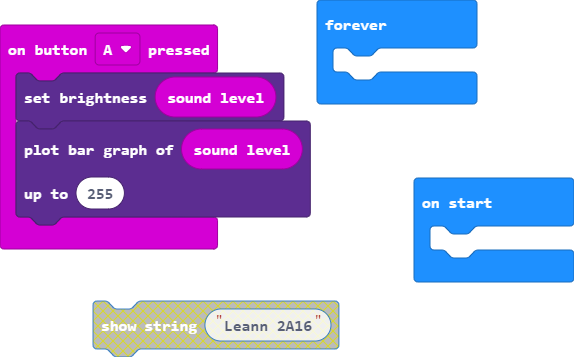 on button A pressed
set brightness sound level
plot bar graph of sound level
up to 255
forever
on start
show string "Leann 2A16"